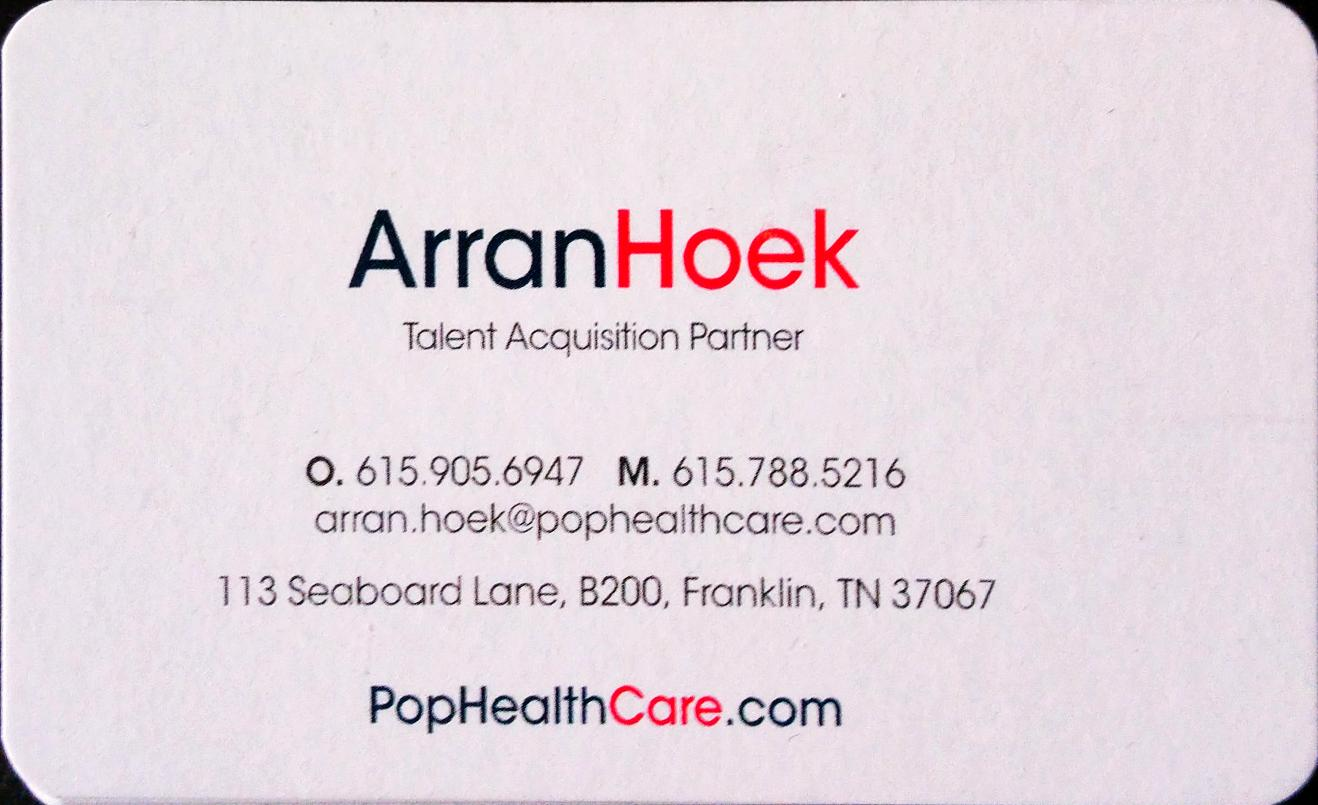 ArranHoek
Talent Acquisition Partner
O. 615.905.6947 M. 615.788.5216
arran.hoek@pophealthcare.com
113 Seaboard Lane, B200, Franklin, TN 37067
PopHealthCare.com